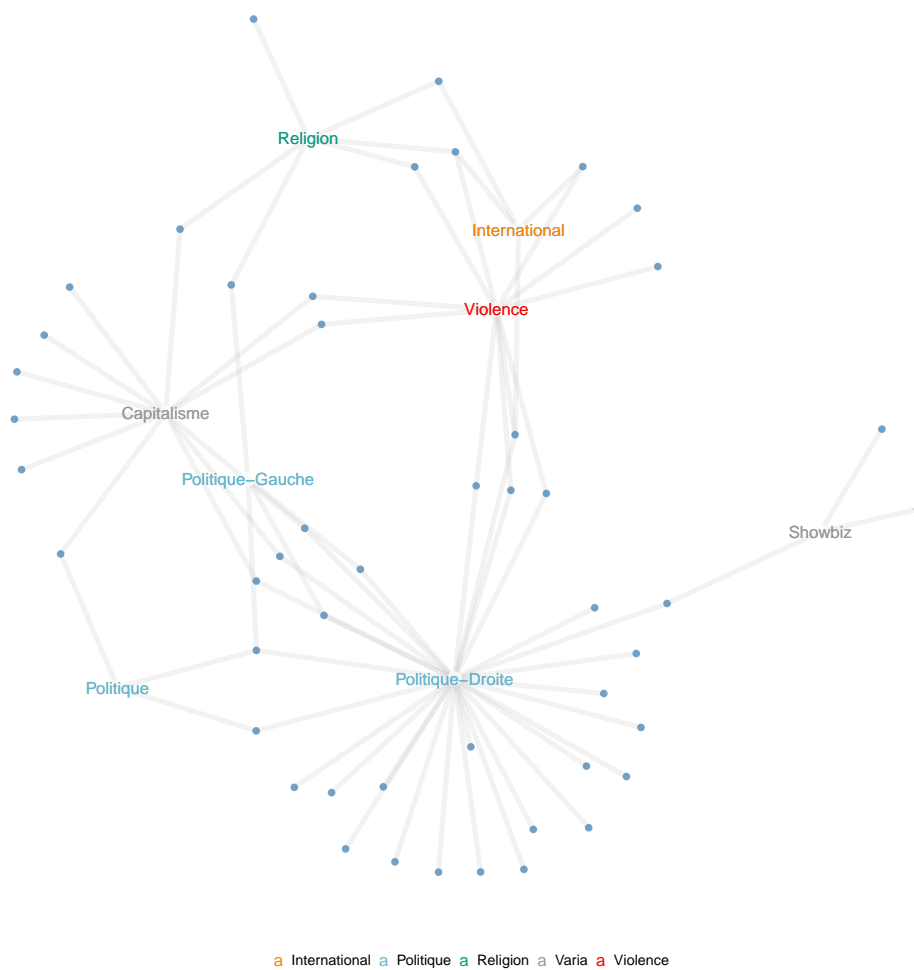 Religion
International
Violence
Capitalisme
Politique–Gauche
Showbiz
Politique–Droite
Politique
a International a Politique a Religion a Varia a Violence